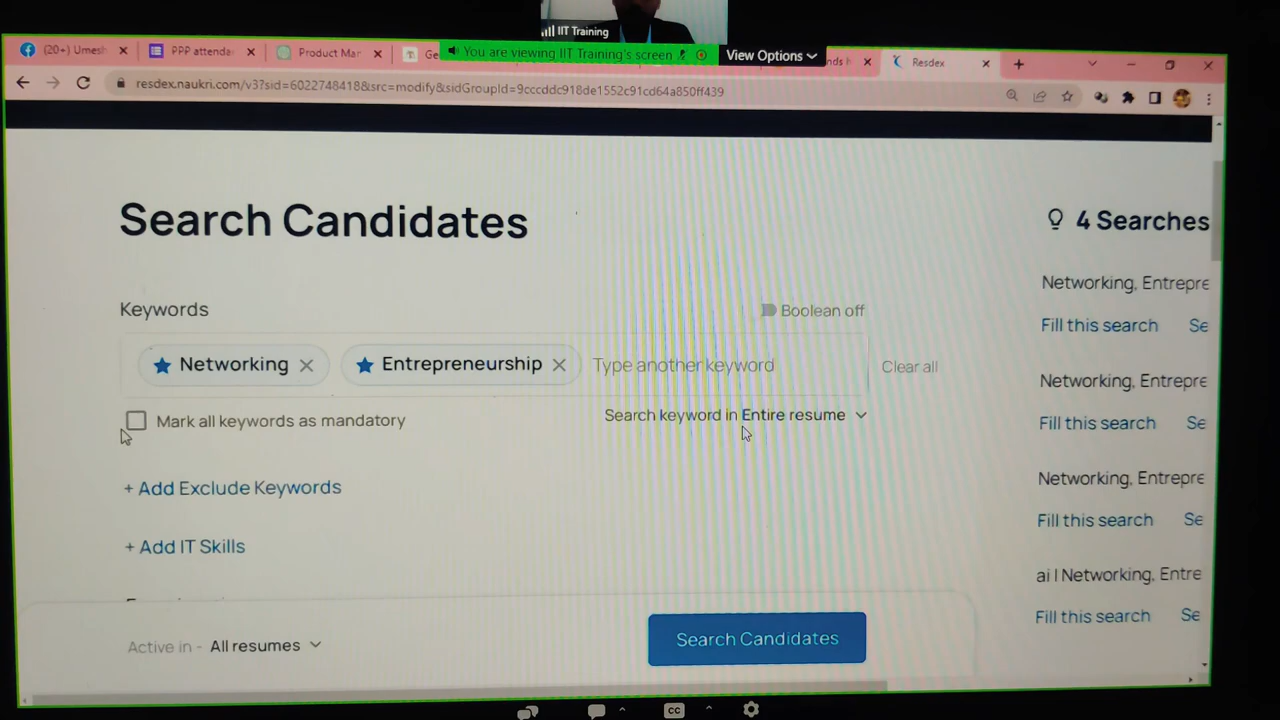 IIT Training
(20+) Umesh
PPP attenda
Product Mar
Ge
You are viewing IIT Training's screen
View Options
nds h
Resdex
resdex.naukri.com/v3?sid=6022748418&src=modify&sidGroupId=9cccddc918de1552c91cd64a850ff439
Search Candidates
4 Searches
Keywords
Boolean off
Networking, Entrepre
Fill this search Se
Networking
Entrepreneurship
Type another keyword
Clear all
Networking, Entrepre
Mark all keywords as mandatory
Search keyword in Entire resume
Fill this search Se
+ Add Exclude Keywords
Networking, Entrepre
Fill this search Se
+ Add IT Skills
ai | Networking, Entre
Fill this search Se
Active in - All resumes
Search Candidates
CC